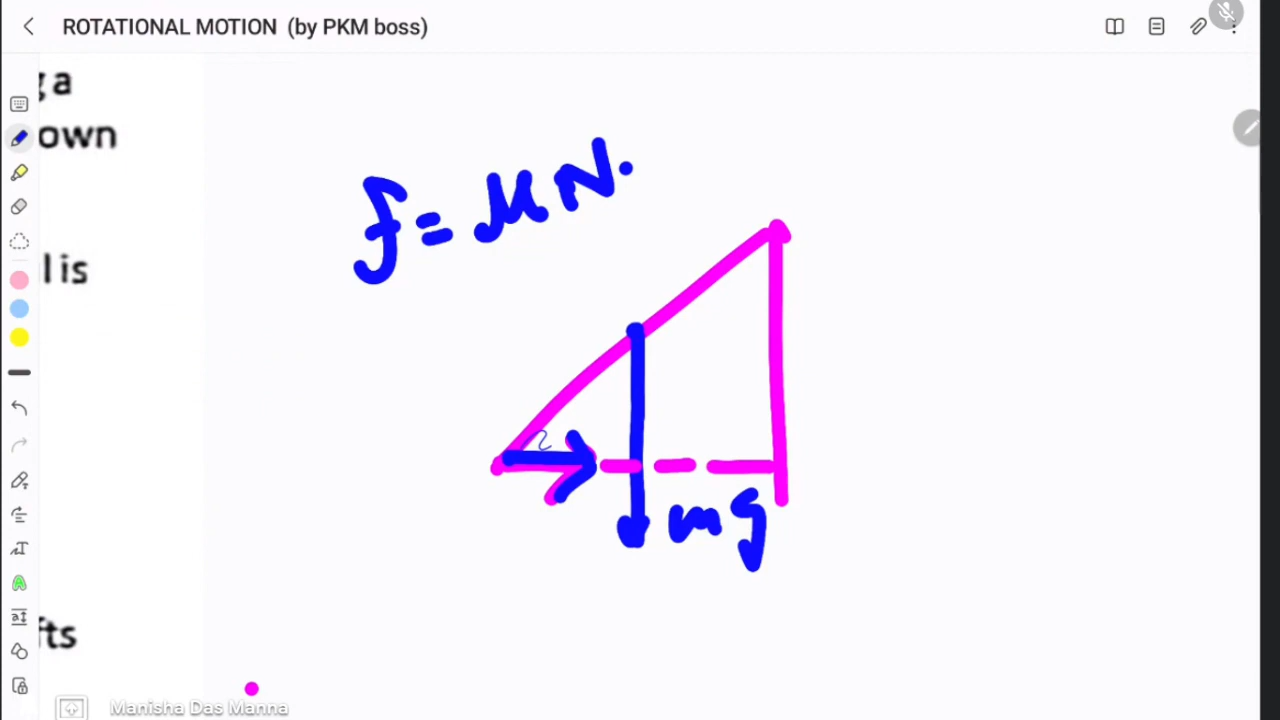 ROTATIONAL MOTION (by PKM boss)
a
own
l is
f = μN.
mg
fts
Manisha Das Manna